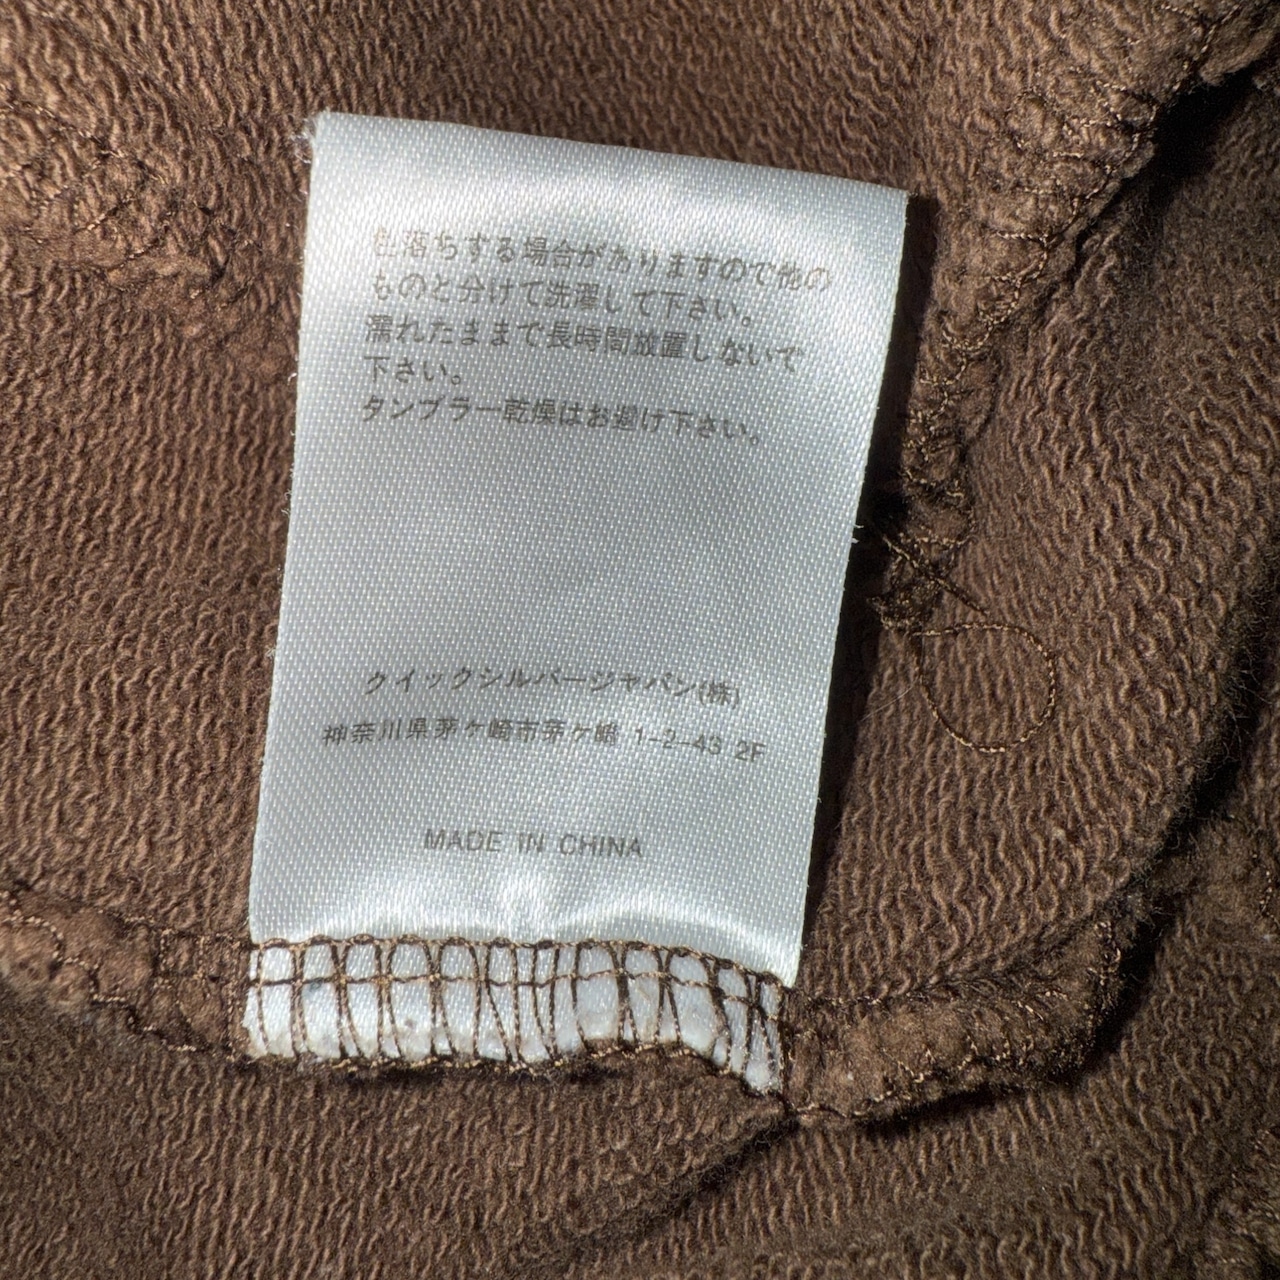 色落ちする場合がありますので他の
ものと分けて洗濯して下さい。
濡れたままで長時間放置しないで
下さい。
タンブラー乾燥はお避け下さい。
クイックシルバージャパン(株)
神奈川県茅ケ崎市茅ケ崎 1-2-43 2F
MADE IN CHINA